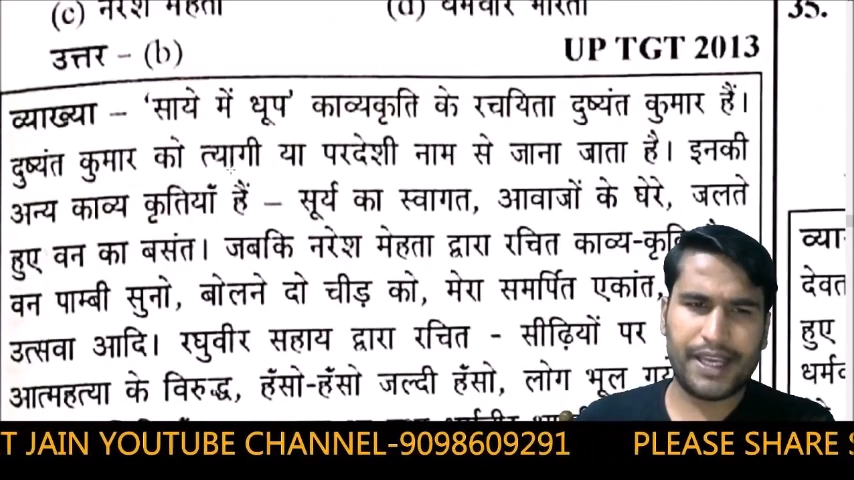 (c) नरेश मेहता (d) धर्मवीर भारती 35.
उत्तर – (b) UP TGT 2013
व्याख्या – 'साये में धूप' काव्यकृति के रचयिता दुष्यंत कुमार हैं।
दुष्यंत कुमार को त्यागी या परदेशी नाम से जाना जाता है। इनकी
अन्य काव्य कृतियाँ हैं – सूर्य का स्वागत, आवाजों के घेरे, जलते
हुए वन का बसंत। जबकि नरेश मेहता द्वारा रचित
वन पाम्बी सुनो, बोलने दो चीड़ को, मेरा समर्पित एकांत,
उत्सवा आदि। रघुवीर सहाय द्वारा रचित - सीढ़ियों पर
आत्महत्या के विरुद्ध, हँसो-हँसो जल्दी हँसो, लोग भूल
व्या
देवत
हुए
धर्मव
T JAIN YOUTUBE CHANNEL-9098609291 PLEASE SHARE S